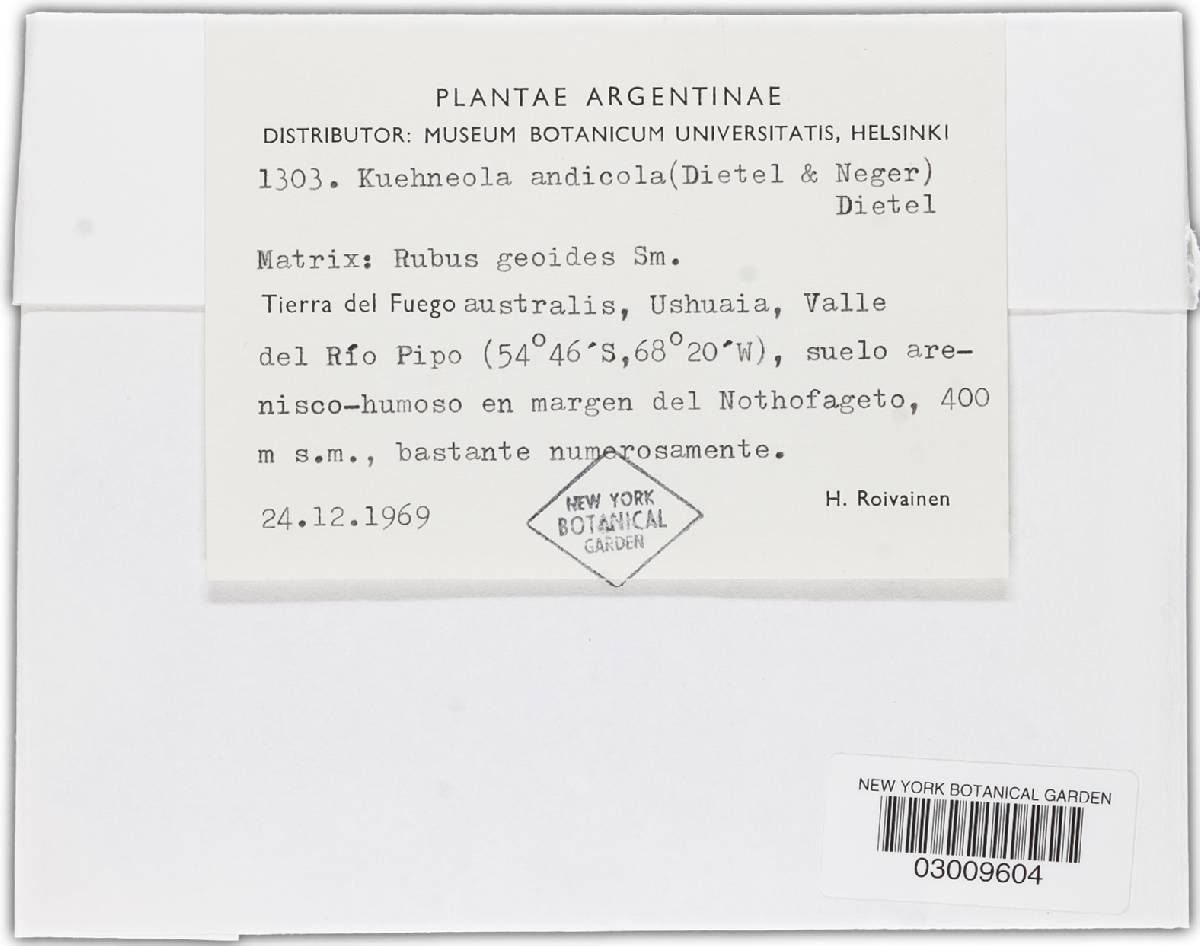 PLANTAE ARGENTINAE
DISTRIBUTOR: MUSEUM BOTANICUM UNIVERSITATIS, HELSINKI
1303. Kuehneola andicola(Dietel & Neger)
Dietel
Matrix: Rubus geoides Sm.
Tierra del Fuego australis, Ushuaia, Valle
del Río Pipo (54°46´S,68°20´W), suelo are-
nisco-humoso en margen del Nothofageto, 400
m s.m., bastante numerosamente.
24.12.1969
H. Roivainen
NEW YORK
BOTANICAL
GARDEN
NEW YORK BOTANICAL GARDEN
03009604